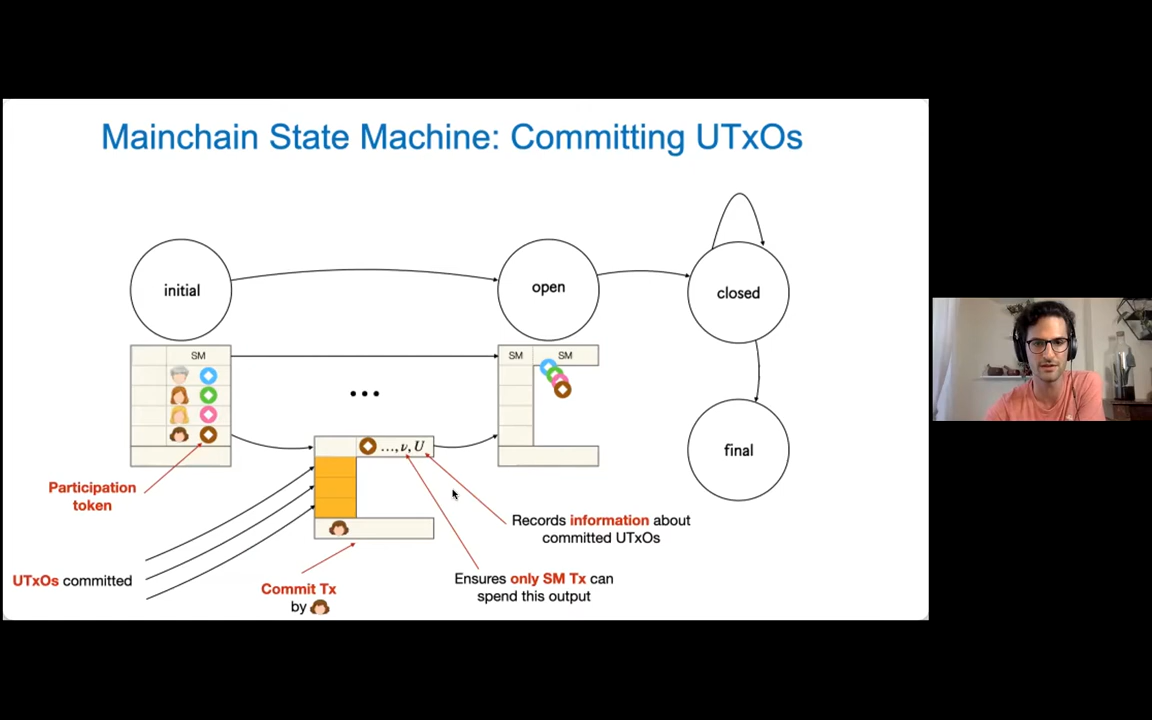 Mainchain State Machine: Committing UTxOs
initial
open
closed
SM
SM
SM
...
..., ν, U
final
Participation
token
Records information about
committed UTxOs
UTxOs committed
Ensures only SM Tx can
spend this output
Commit Tx
by